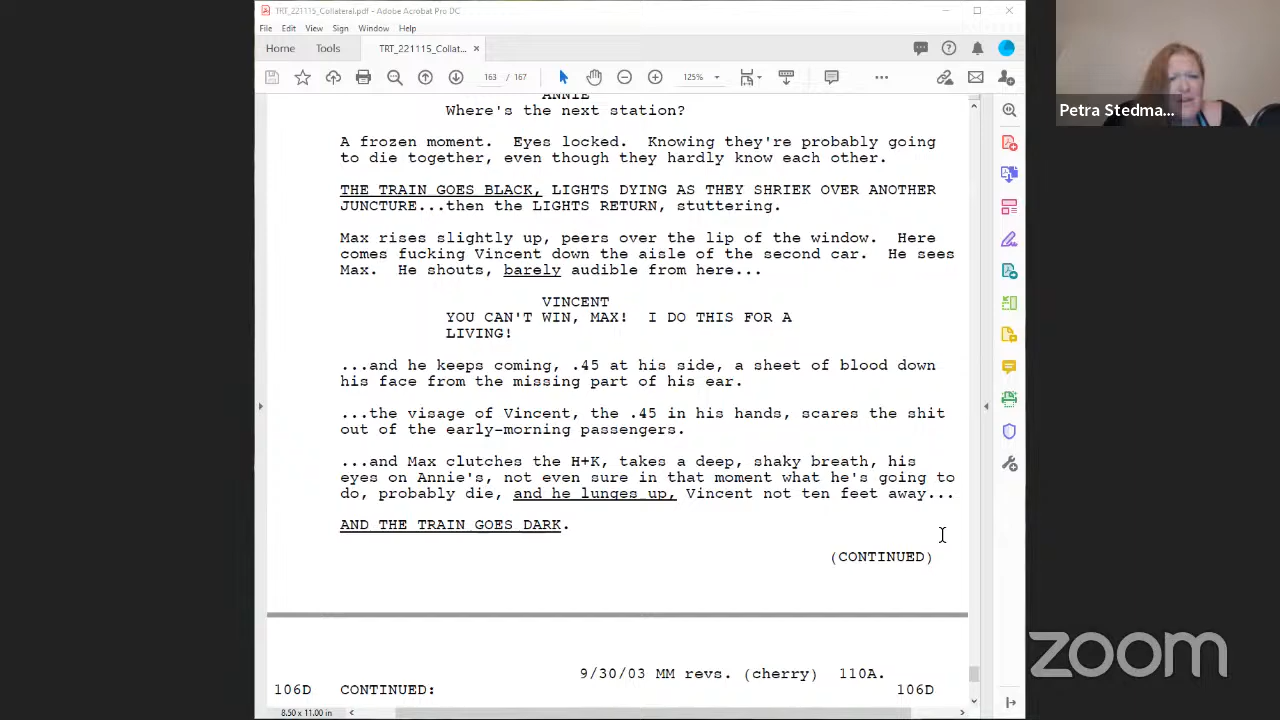 TRT_221115_Collateral.pdf - Adobe Acrobat Pro DC
File Edit View Sign Window Help
Home Tools TRT_221115_Collat... ×
163 / 167 125%
ANNIE
Where's the next station?
A frozen moment. Eyes locked. Knowing they're probably going
to die together, even though they hardly know each other.
THE TRAIN GOES BLACK, LIGHTS DYING AS THEY SHRIEK OVER ANOTHER
JUNCTURE...then the LIGHTS RETURN, stuttering.
Max rises slightly up, peers over the lip of the window. Here
comes fucking Vincent down the aisle of the second car. He sees
Max. He shouts, barely audible from here...
VINCENT
YOU CAN'T WIN, MAX! I DO THIS FOR A
LIVING!
...and he keeps coming, .45 at his side, a sheet of blood down
his face from the missing part of his ear.
...the visage of Vincent, the .45 in his hands, scares the shit
out of the early-morning passengers.
...and Max clutches the H+K, takes a deep, shaky breath, his
eyes on Annie's, not even sure in that moment what he's going to
do, probably die, and he lunges up, Vincent not ten feet away...
AND THE TRAIN GOES DARK.
(CONTINUED)
9/30/03 MM revs. (cherry) 110A.
106D CONTINUED: 106D
8.50 x 11.00 in
Petra Stedma...
zoom